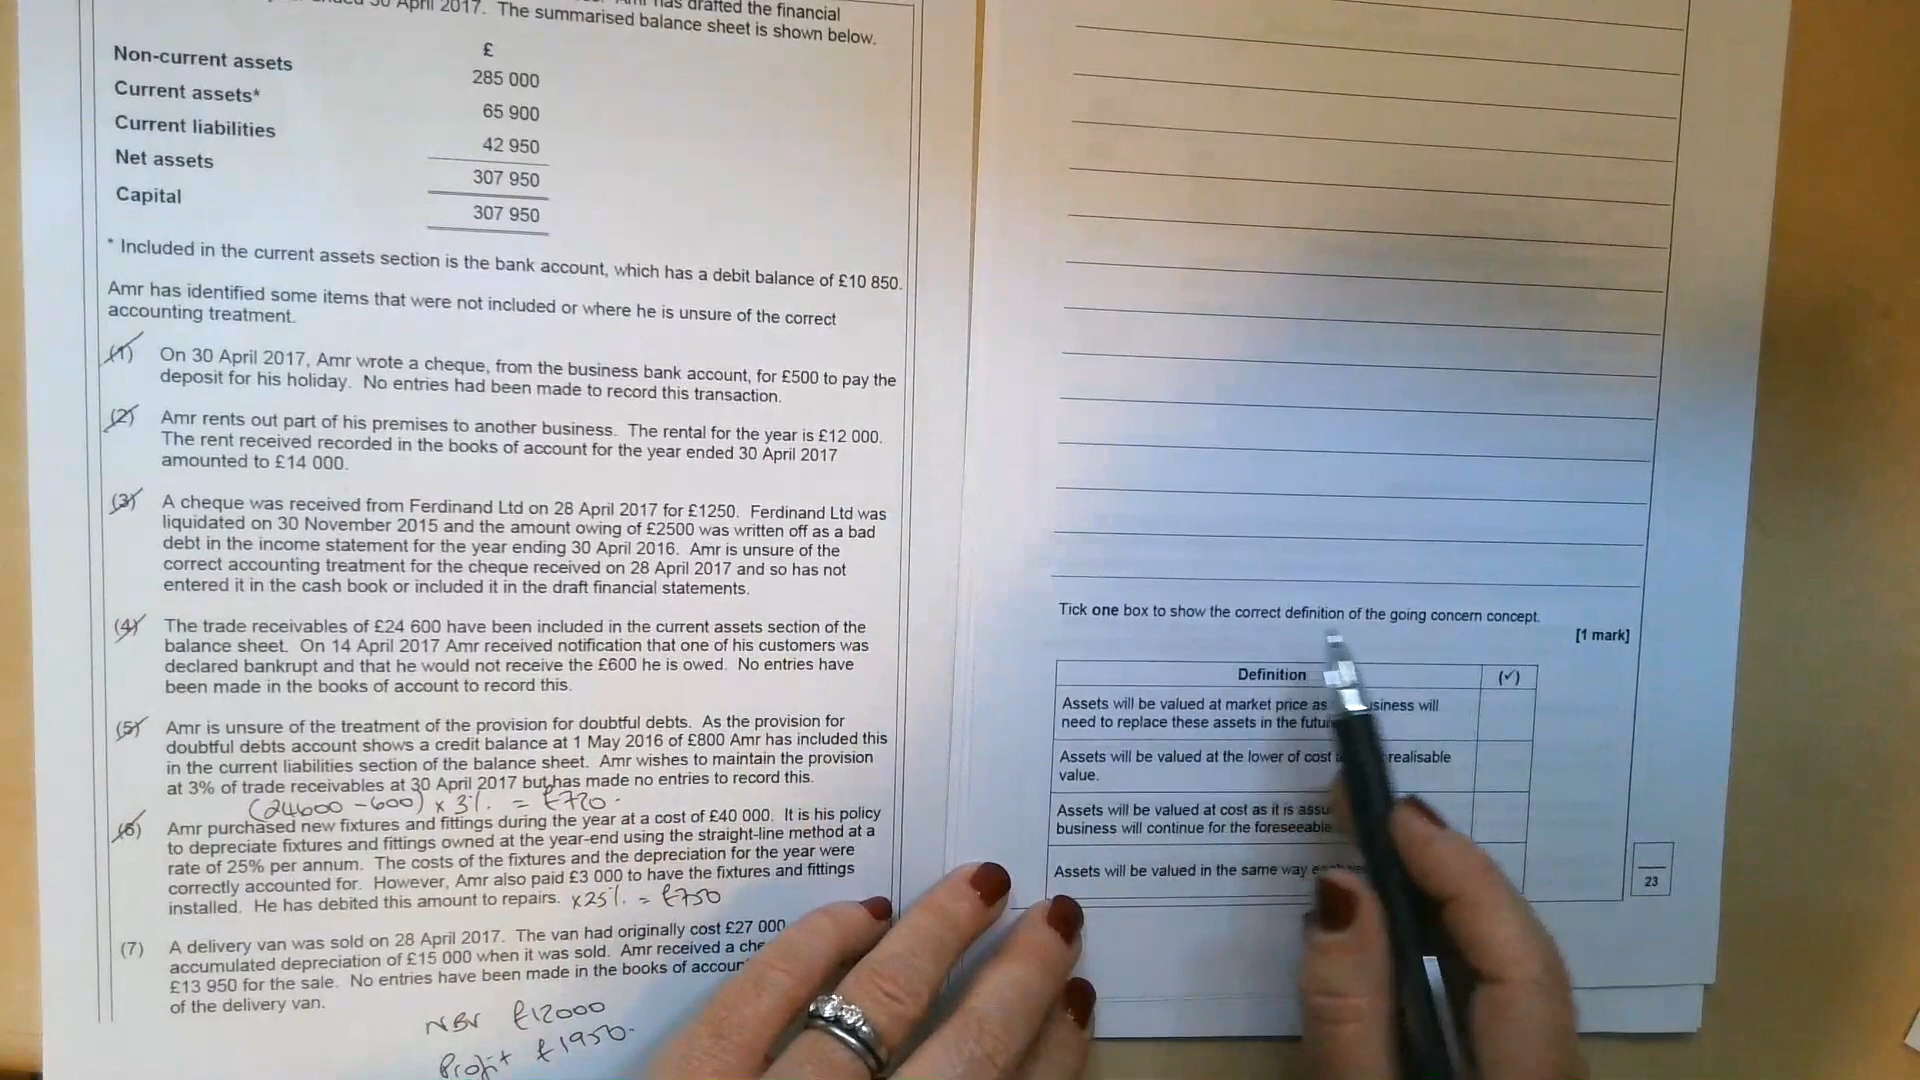 30 April 2017. The summarised balance sheet is shown below.
has drafted the financial
£
Non-current assets 285 000
Current assets* 65 900
Current liabilities 42 950
Net assets 307 950
Capital 307 950
* Included in the current assets section is the bank account, which has a debit balance of £10 850.
Amr has identified some items that were not included or where he is unsure of the correct
accounting treatment.
(1) On 30 April 2017, Amr wrote a cheque, from the business bank account, for £500 to pay the
deposit for his holiday. No entries had been made to record this transaction.
(2) Amr rents out part of his premises to another business. The rental for the year is £12 000.
The rent received recorded in the books of account for the year ended 30 April 2017
amounted to £14 000.
(3) A cheque was received from Ferdinand Ltd on 28 April 2017 for £1250. Ferdinand Ltd was
liquidated on 30 November 2015 and the amount owing of £2500 was written off as a bad
debt in the income statement for the year ending 30 April 2016. Amr is unsure of the
correct accounting treatment for the cheque received on 28 April 2017 and so has not
entered it in the cash book or included it in the draft financial statements.
(4) The trade receivables of £24 600 have been included in the current assets section of the
balance sheet. On 14 April 2017 Amr received notification that one of his customers was
declared bankrupt and that he would not receive the £600 he is owed. No entries have
been made in the books of account to record this.
(5) Amr is unsure of the treatment of the provision for doubtful debts. As the provision for
doubtful debts account shows a credit balance at 1 May 2016 of £800 Amr has included this
in the current liabilities section of the balance sheet. Amr wishes to maintain the provision
at 3% of trade receivables at 30 April 2017 but has made no entries to record this.
(24600 - 600) x 3% = £720.
(6) Amr purchased new fixtures and fittings during the year at a cost of £40 000. It is his policy
to depreciate fixtures and fittings owned at the year-end using the straight-line method at a
rate of 25% per annum. The costs of the fixtures and the depreciation for the year were
correctly accounted for. However, Amr also paid £3 000 to have the fixtures and fittings
installed. He has debited this amount to repairs. x25% = £750
(7) A delivery van was sold on 28 April 2017. The van had originally cost £27 000
accumulated depreciation of £15 000 when it was sold. Amr received a
£13 950 for the sale. No entries have been made in the books of
of the delivery van.
NBV £12000
Profit £1950.
Tick one box to show the correct definition of the going concern concept.
[1 mark]
Definition (✓)
Assets will be valued at market price as will
need to replace these assets in the
Assets will be valued at the lower of cost realisable
value.
Assets will be valued at cost as it is
business will continue for the foreseeable
Assets will be valued in the same way
23